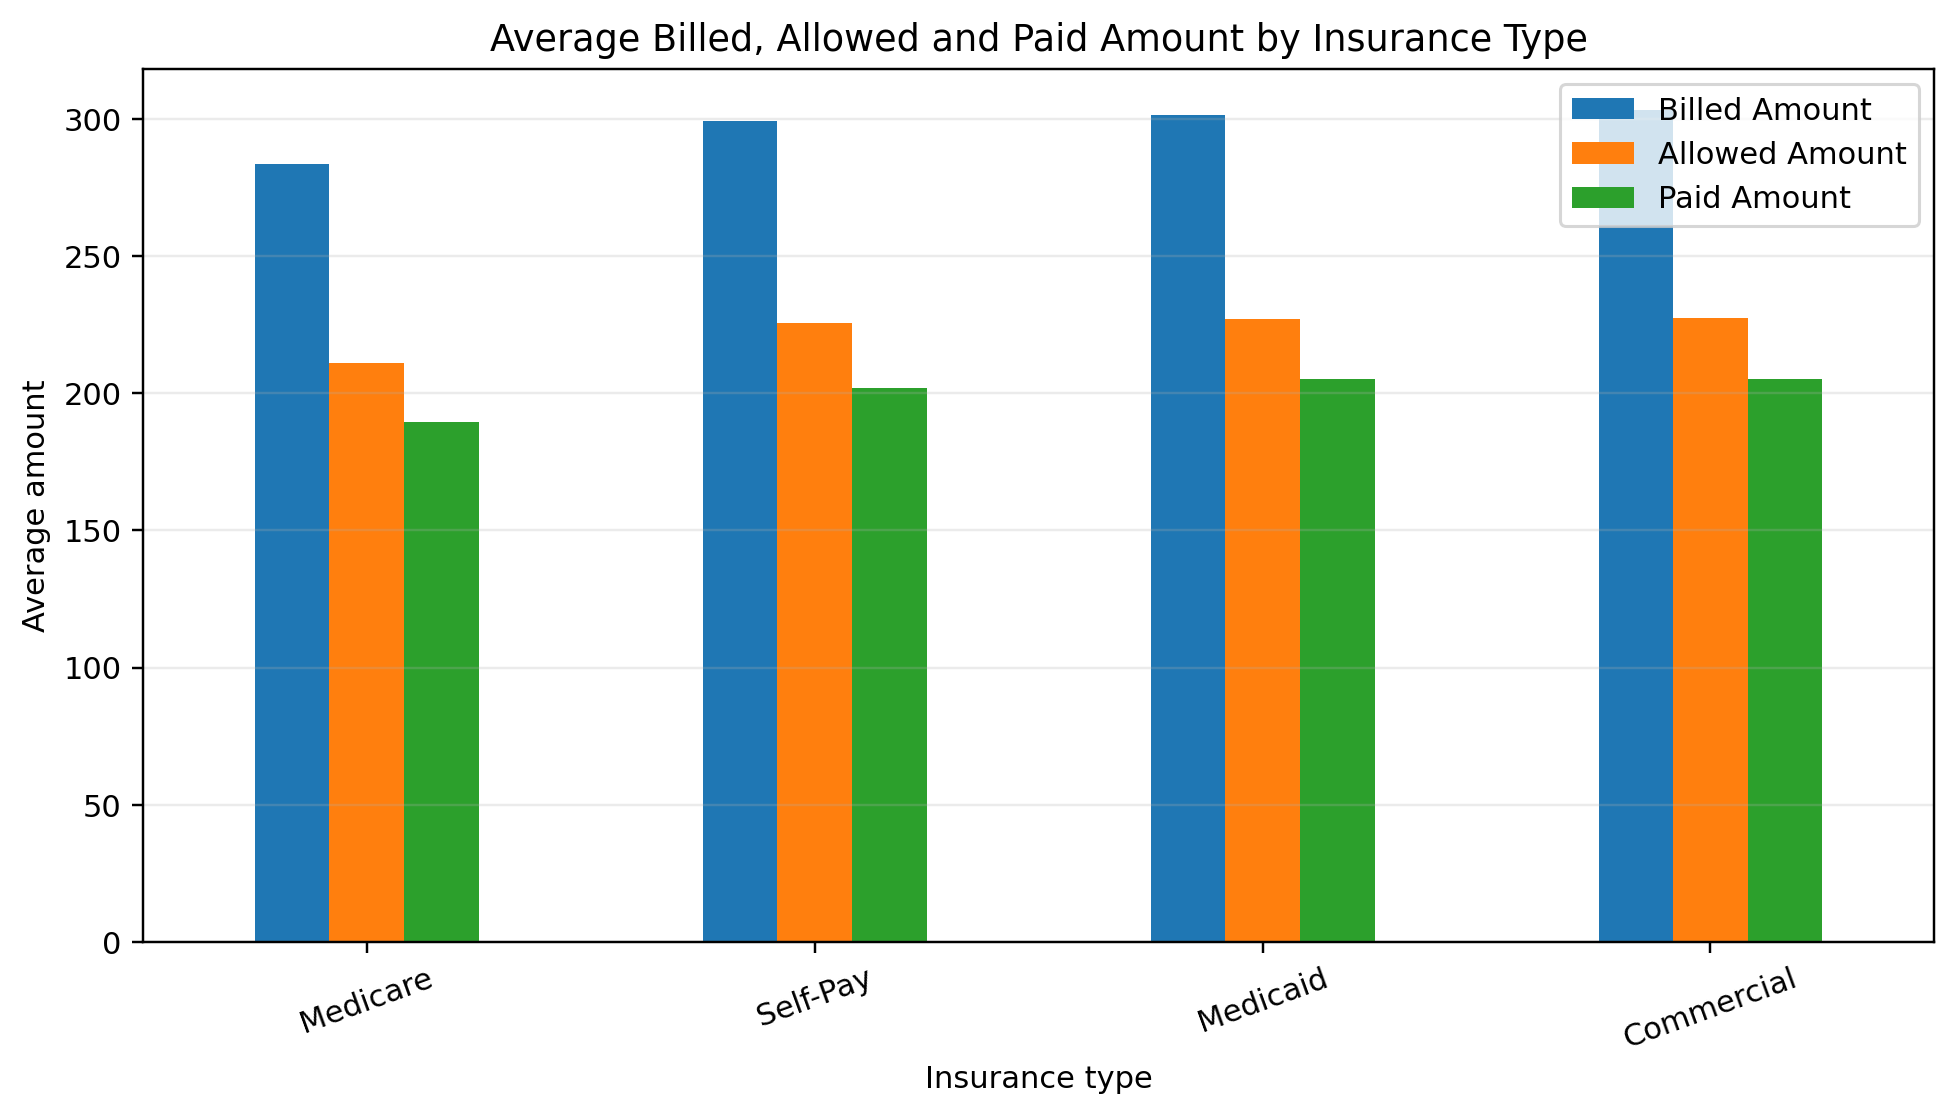 Average Billed, Allowed and Paid Amount by Insurance Type
Billed Amount
Allowed Amount
Paid Amount
Average amount
300
250
200
150
100
50
0
Medicare
Self-Pay
Medicaid
Commercial
Insurance type